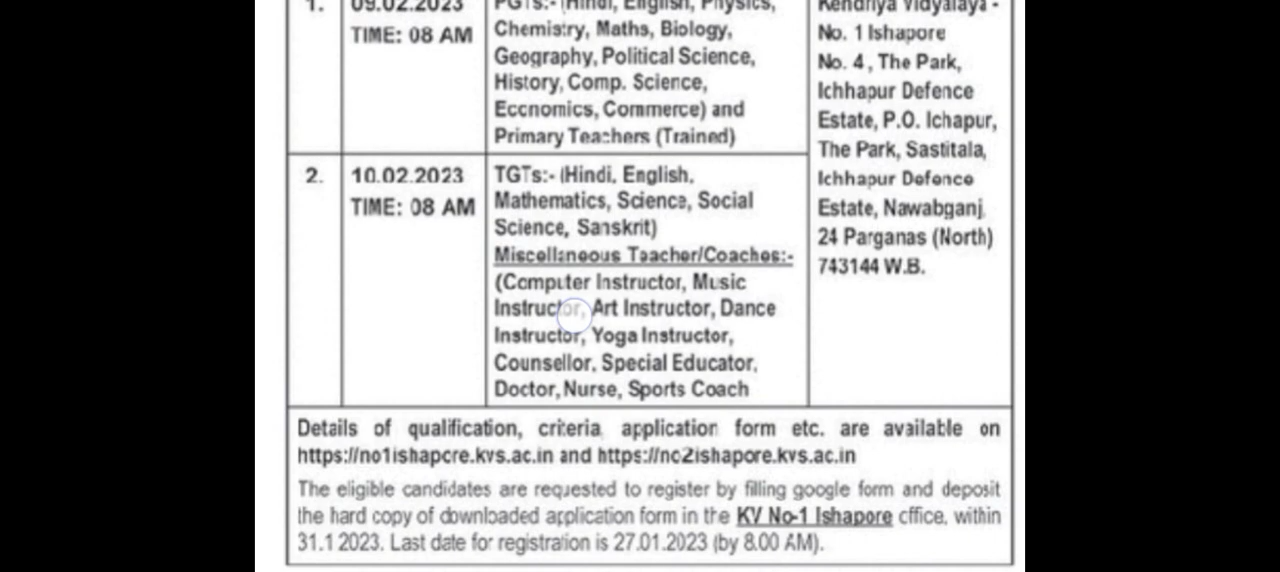 1.
09.02.2023
TIME: 08 AM
PGTs:- (Hindi, English, Physics,
Chemistry, Maths, Biology,
Geography, Political Science,
History, Comp. Science,
Economics, Commerce) and
Primary Teachers (Trained)
Kendriya Vidyalaya -
No. 1 Ishapore
No. 4, The Park,
Ichhapur Defence
Estate, P.O. Ichapur,
The Park, Sastitala,
Ichhapur Defence
Estate, Nawabganj,
24 Parganas (North)
743144 W.B.
2.
10.02.2023
TIME: 08 AM
TGTs:- (Hindi, English,
Mathematics, Science, Social
Science, Sanskrit)
Miscellaneous Teacher/Coaches:-
(Computer Instructor, Music
Instructor, Art Instructor, Dance
Instructor, Yoga Instructor,
Counsellor, Special Educator,
Doctor, Nurse, Sports Coach
Details of qualification, criteria, application form etc. are available on
https://no1ishapore.kvs.ac.in and https://no2ishapore.kvs.ac.in
The eligible candidates are requested to register by filling google form and deposit
the hard copy of downloaded application form in the KV No-1 Ishapore office, within
31.1 2023. Last date for registration is 27.01.2023 (by 8.00 AM).